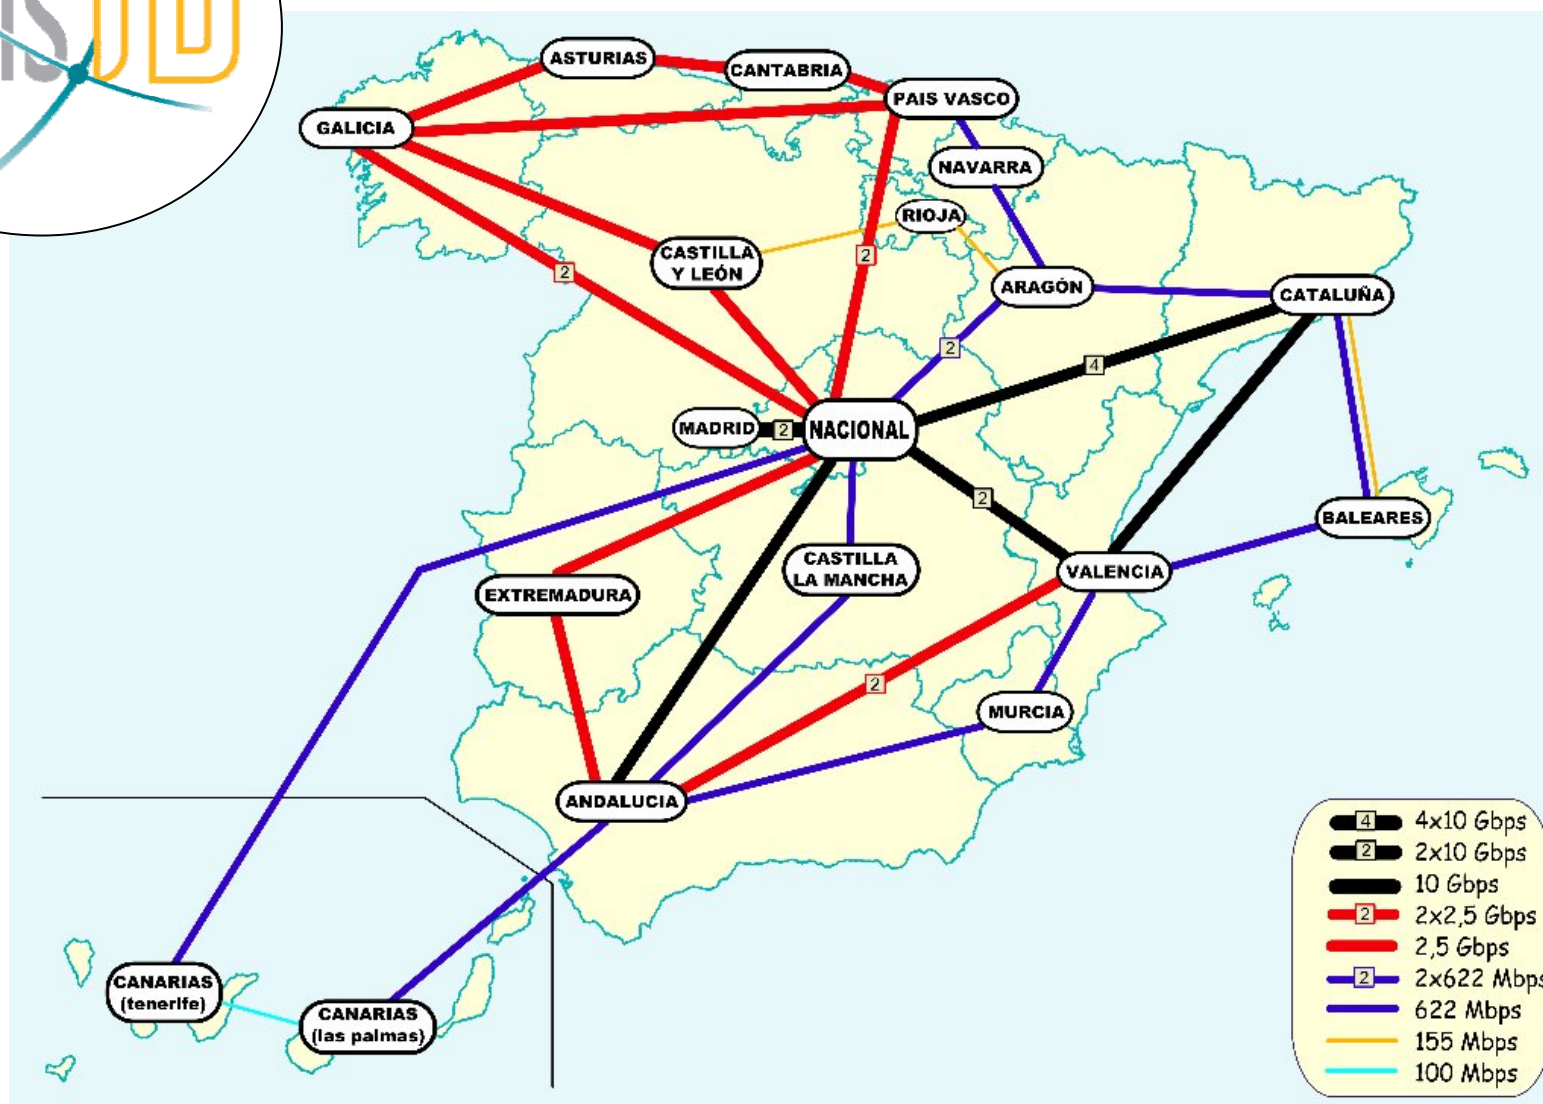 IS
ASTURIAS
CANTABRIA
PAIS VASCO
GALICIA
NAVARRA
RIOJA
CASTILLA
Y LEÓN
2
2
ARAGÓN
CATALUÑA
2
4
MADRID
2
NACIONAL
2
BALEARES
CASTILLA
LA MANCHA
VALENCIA
EXTREMADURA
2
MURCIA
ANDALUCIA
CANARIAS
(tenerife)
CANARIAS
(las palmas)
4 4x10 Gbps
2 2x10 Gbps
10 Gbps
2 2x2,5 Gbps
2,5 Gbps
2 2x622 Mbps
622 Mbps
155 Mbps
100 Mbps